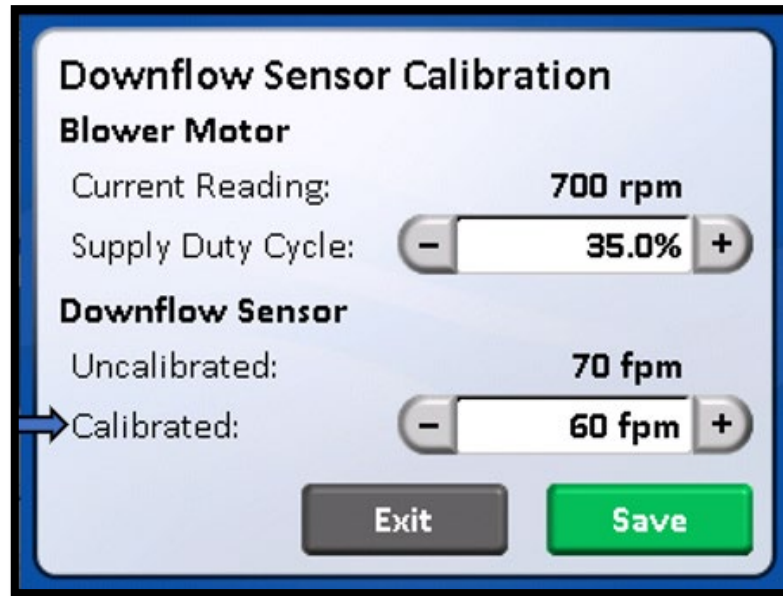 Downflow Sensor Calibration
Blower Motor
Current Reading: 700 rpm
Supply Duty Cycle: - 35.0% +
Downflow Sensor
Uncalibrated: 70 fpm
Calibrated: - 60 fpm +
Exit Save